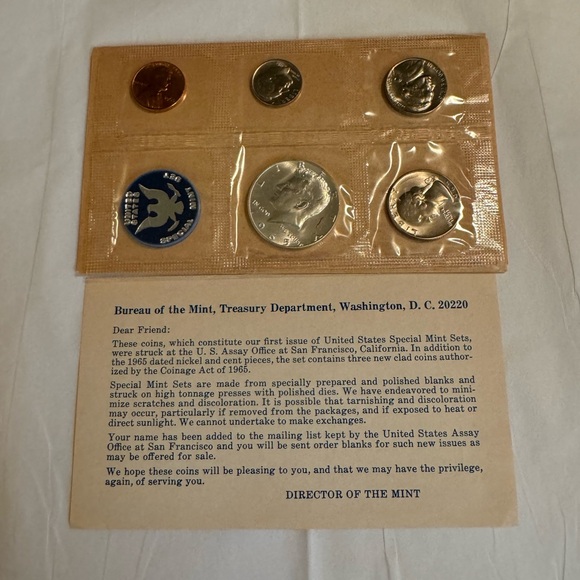 UNITED
STATES
SPECIAL
MINT SET
LIBERTY
Bureau of the Mint, Treasury Department, Washington, D. C. 20220
Dear Friend:
These coins, which constitute our first issue of United States Special Mint Sets,
were struck at the U. S. Assay Office at San Francisco, California. In addition to
the 1965 dated nickel and cent pieces, the set contains three new clad coins author-
ized by the Coinage Act of 1965.
Special Mint Sets are made from specially prepared and polished blanks and
struck on high tonnage presses with polished dies. We have endeavored to mini-
mize scratches and discoloration. It is possible that tarnishing and discoloration
may occur, particularly if removed from the packages, and if exposed to heat or
direct sunlight. We cannot undertake to make exchanges.
Your name has been added to the mailing list kept by the United States Assay
Office at San Francisco and you will be sent order blanks for such new issues as
may be offered for sale.
We hope these coins will be pleasing to you, and that we may have the privilege,
again, of serving you.
DIRECTOR OF THE MINT